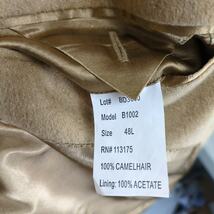 Lot#
Model B1002
Size 48L
RN# 113175
100% CAMELHAIR
Lining: 100% ACETATE